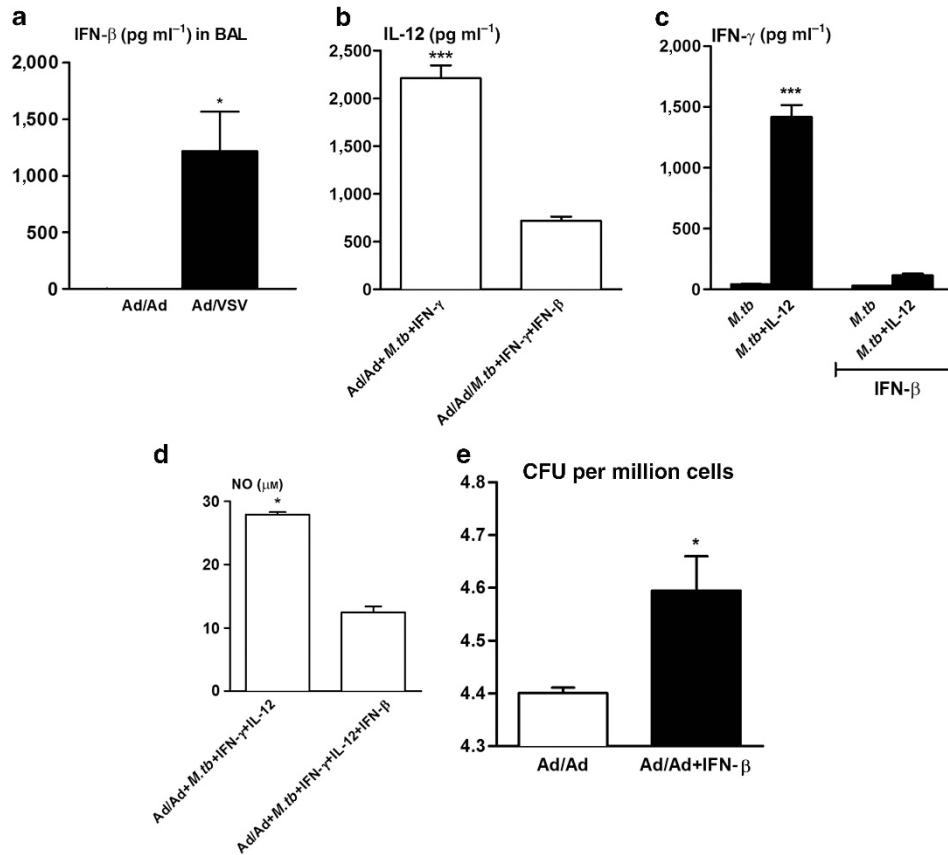 a
IFN-β (pg ml⁻¹) in BAL
2,000
1,500
1,000
500
0
*
Ad/Ad
Ad/VSV
b
IL-12 (pg ml⁻¹)
2,500
2,000
1,500
1,000
500
0
***
Ad/Ad+M.tb+IFN-γ
Ad/Ad/M.tb+IFN-γ+IFN-β
c
IFN-γ (pg ml⁻¹)
2,000
1,500
1,000
500
0
***
M.tb
M.tb+IL-12
M.tb
M.tb+IL-12
IFN-β
d
NO (μM)
30
20
10
0
*
Ad/Ad+M.tb+IFN-γ+IL-12
Ad/Ad+M.tb+IFN-γ+IL-12+IFN-β
e
CFU per million cells
4.8
4.7
4.6
4.5
4.4
4.3
*
Ad/Ad
Ad/Ad+IFN-β